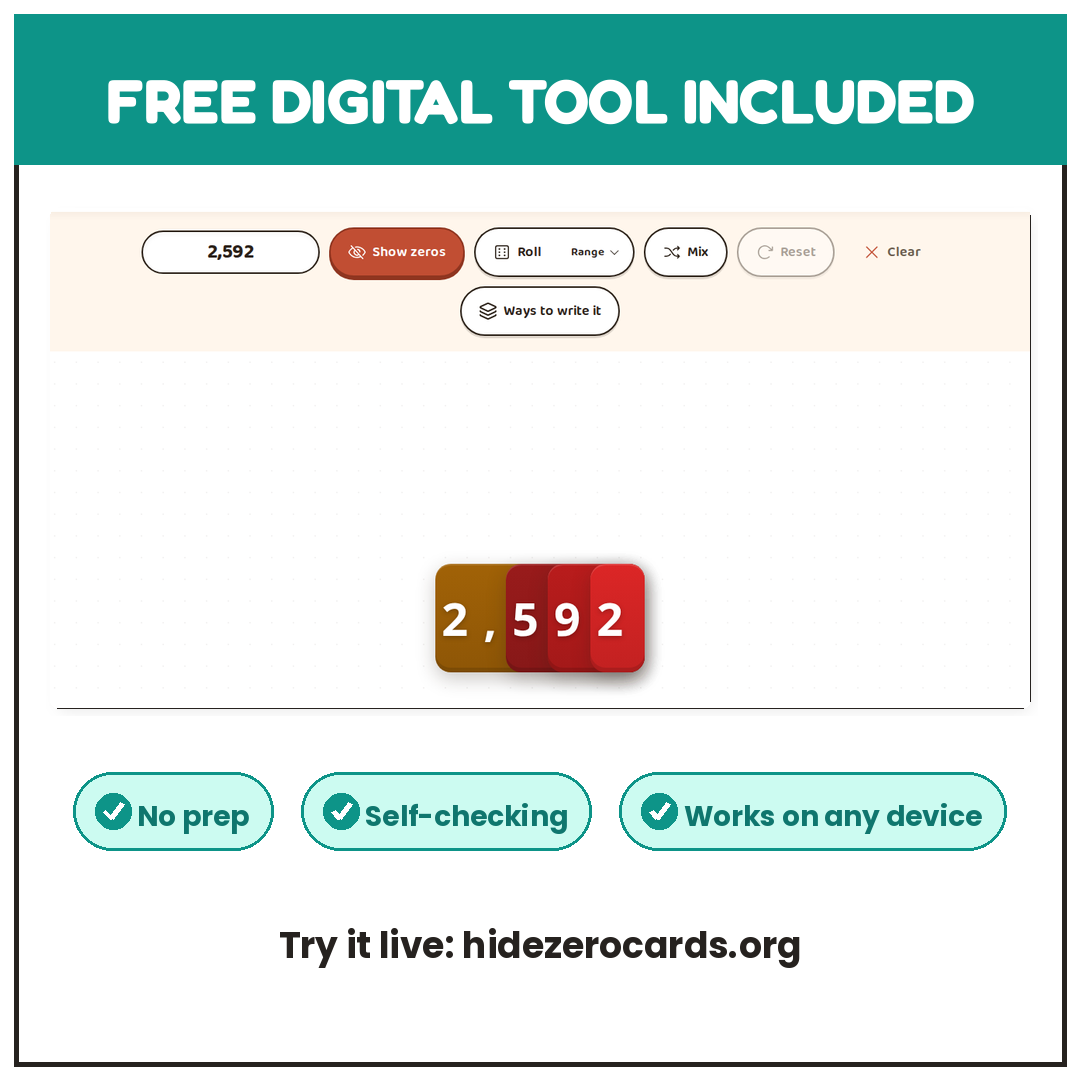 FREE DIGITAL TOOL INCLUDED
2,592 Show zeros Roll Range Mix Reset Clear
Ways to write it
2,592
No prep Self-checking Works on any device
Try it live: hidezerocards.org